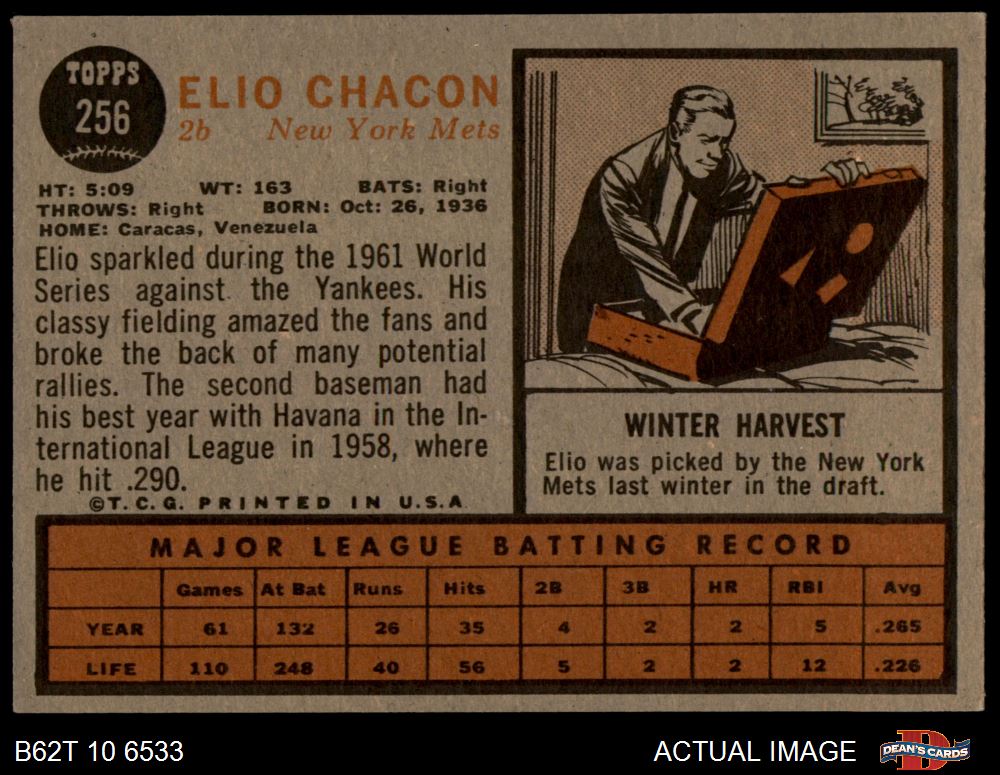 TOPPS
256
ELIO CHACON
2b New York Mets
HT: 5:09 WT: 163 BATS: Right
THROWS: Right BORN: Oct: 26, 1936
HOME: Caracas, Venezuela
Elio sparkled during the 1961 World
Series against the Yankees. His
classy fielding amazed the fans and
broke the back of many potential
rallies. The second baseman had
his best year with Havana in the In-
ternational League in 1958, where
he hit .290.
©T.C.G. PRINTED IN U.S.A
WINTER HARVEST
Elio was picked by the New York
Mets last winter in the draft.
MAJOR LEAGUE BATTING RECORD
Games At Bat Runs Hits 2B 3B HR RBI Avg
YEAR 61 132 26 35 4 2 2 5 .265
LIFE 110 248 40 56 5 2 2 12 .226
B62T 10 6533 ACTUAL IMAGE DEAN'S CARDS